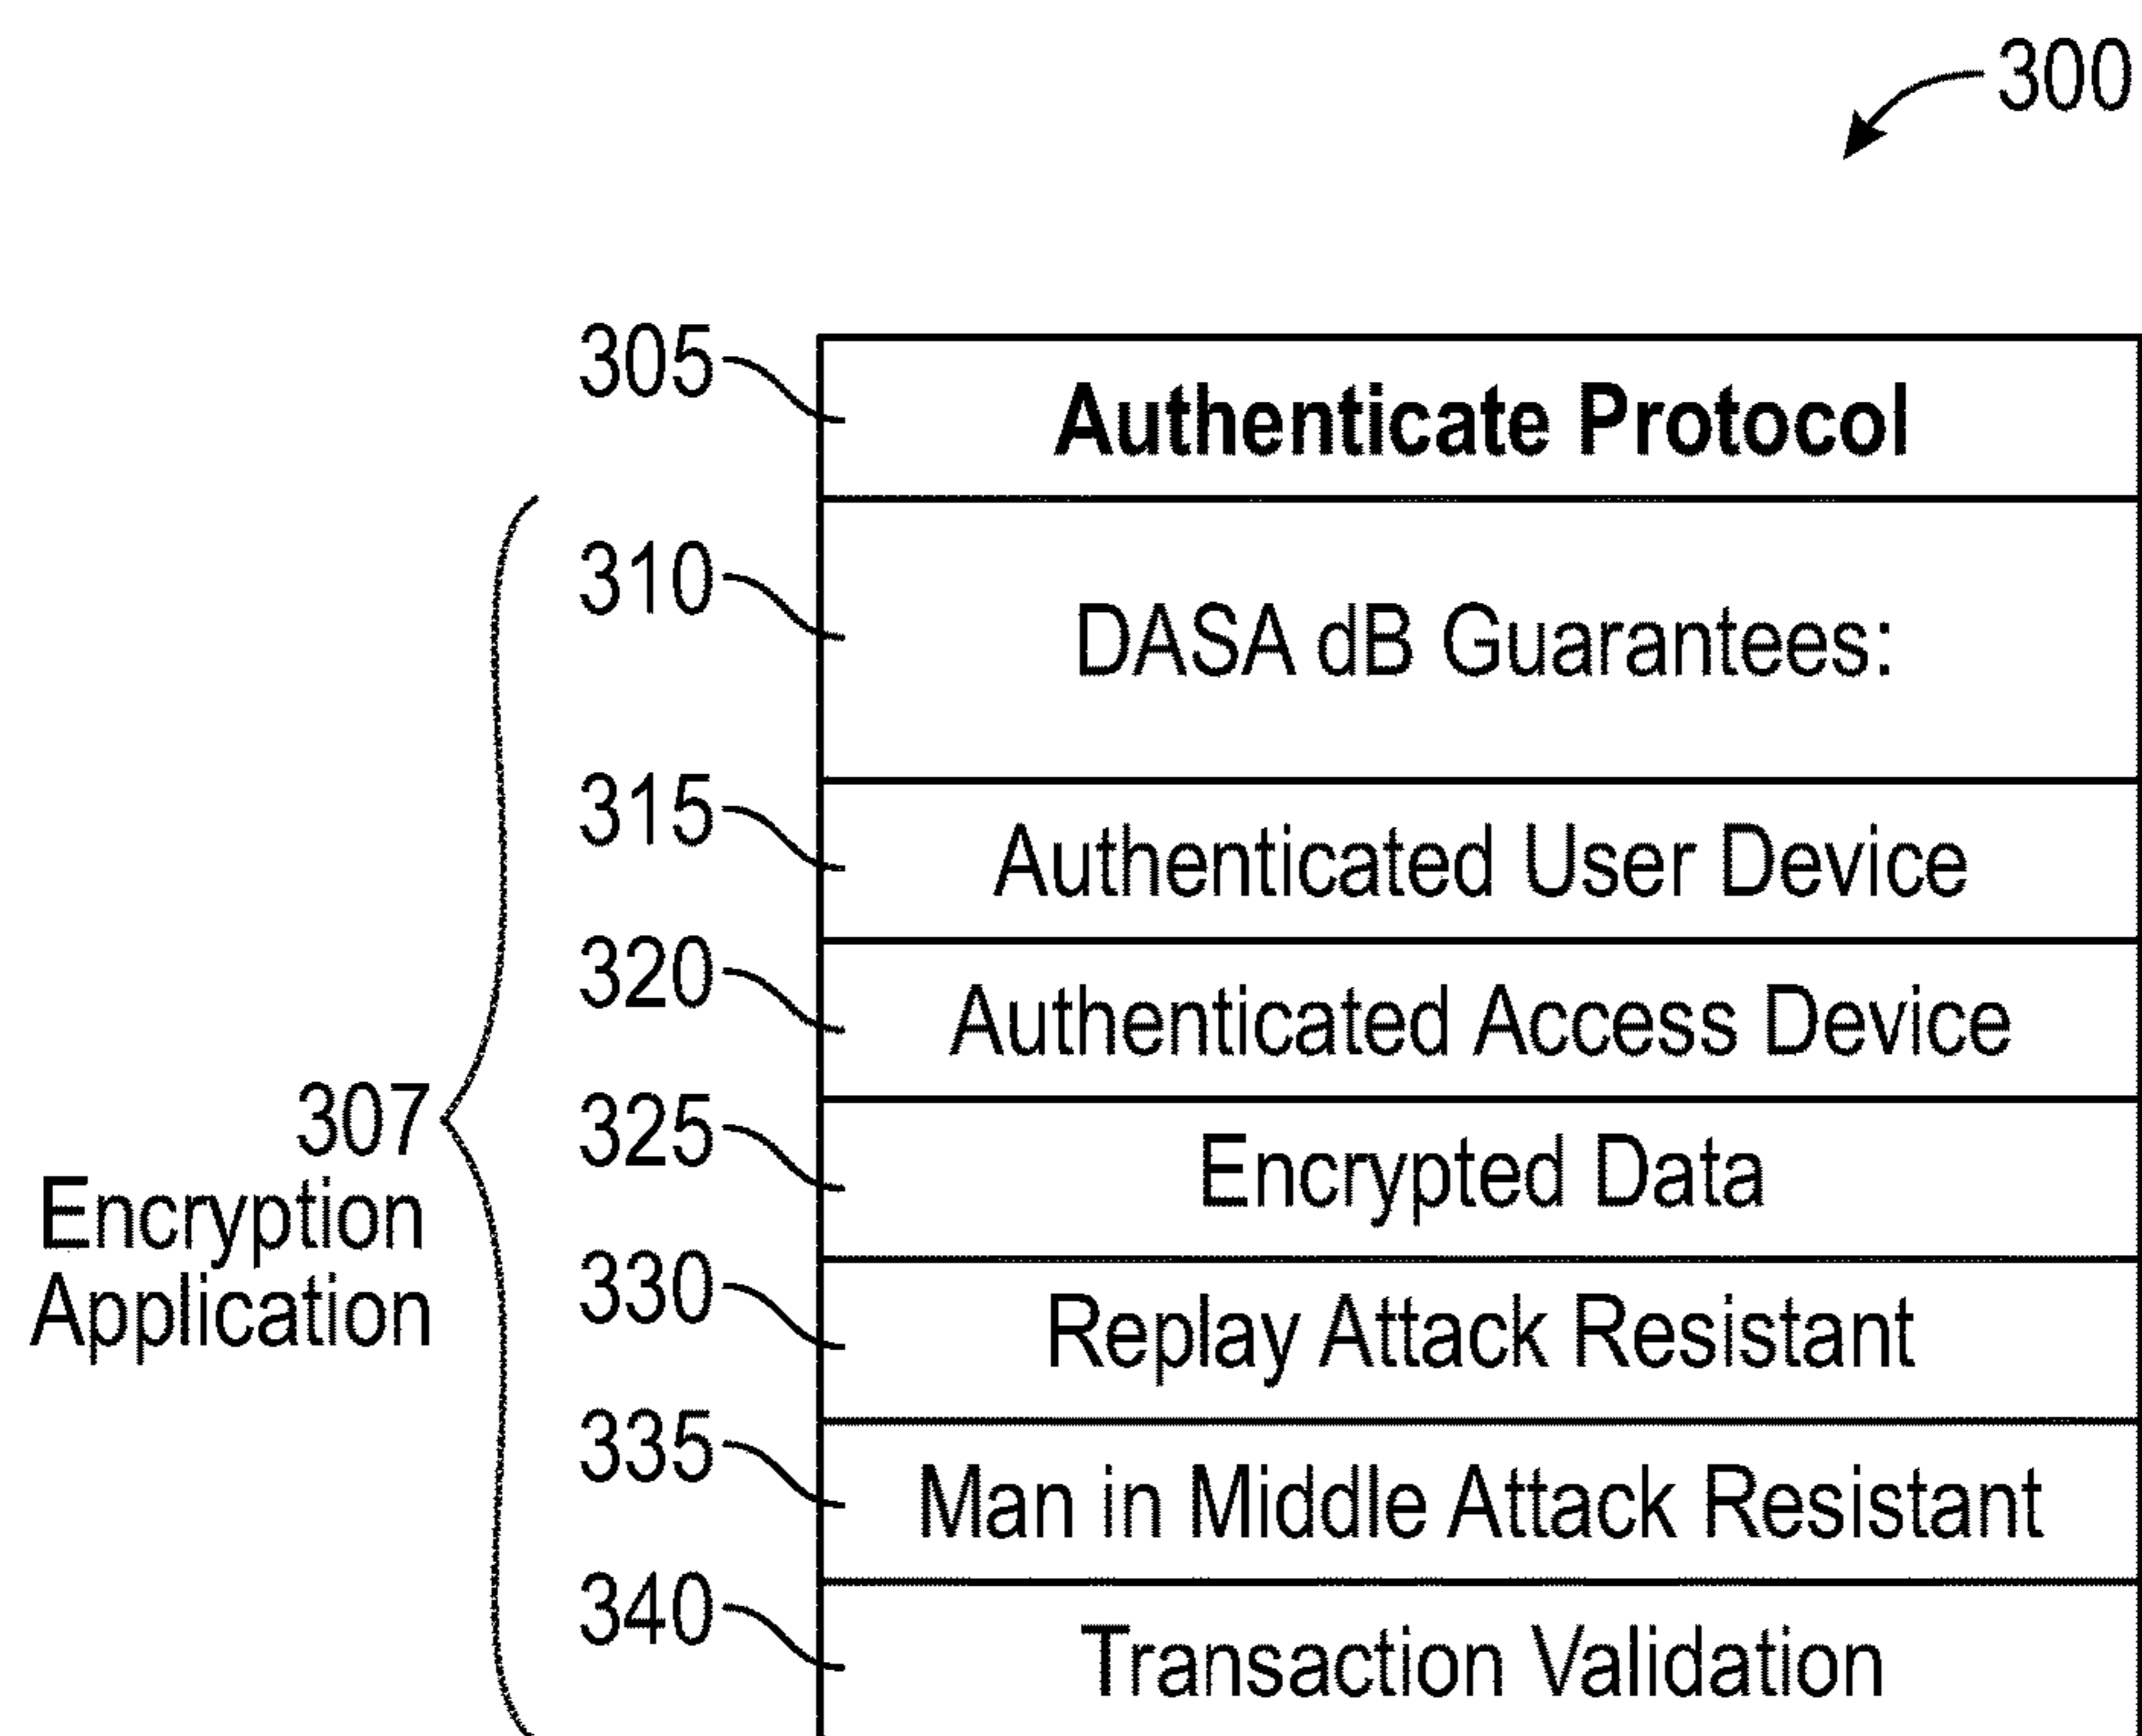 300
305 Authenticate Protocol
310 DASA dB Guarantees:
315 Authenticated User Device
320 Authenticated Access Device
307
Encryption
Application
325 Encrypted Data
330 Replay Attack Resistant
335 Man in Middle Attack Resistant
340 Transaction Validation